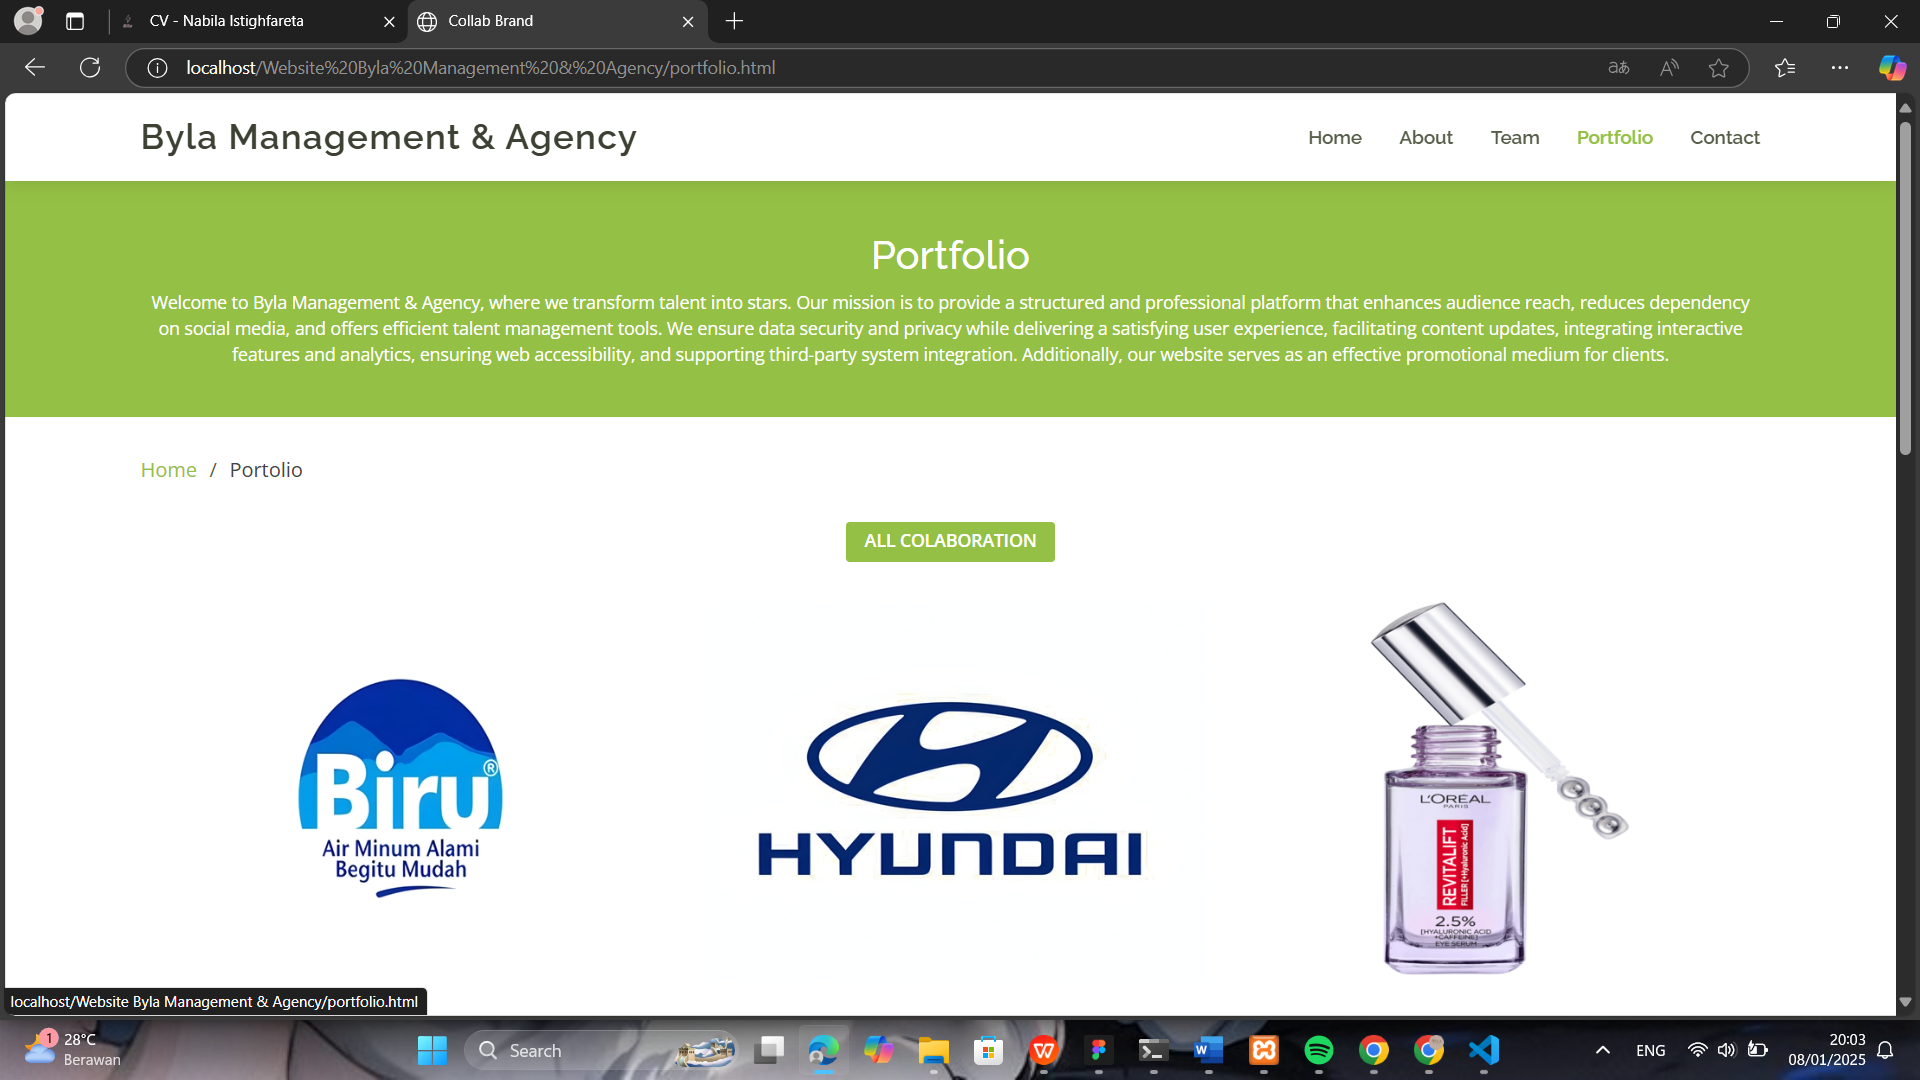 CV - Nabila Istighfareta
Collab Brand
localhost/Website%20Byla%20Management%20&%20Agency/portfolio.html
Byla Management & Agency
Home About Team Portfolio Contact
Portfolio
Welcome to Byla Management & Agency, where we transform talent into stars. Our mission is to provide a structured and professional platform that enhances audience reach, reduces dependency
on social media, and offers efficient talent management tools. We ensure data security and privacy while delivering a satisfying user experience, facilitating content updates, integrating interactive
features and analytics, ensuring web accessibility, and supporting third-party system integration. Additionally, our website serves as an effective promotional medium for clients.
Home / Portolio
ALL COLABORATION
Biru®
Air Minum Alami
Begitu Mudah
HYUNDAI
L'ORÉAL
PARIS
REVITALIFT
FILLER [+Hyaluronic Acid]
2.5%
[HYALURONIC ACID
+CAFFEINE]
EYE SERUM
localhost/Website Byla Management & Agency/portfolio.html
1
28°C
Berawan
Search
ENG
20:03
08/01/2025